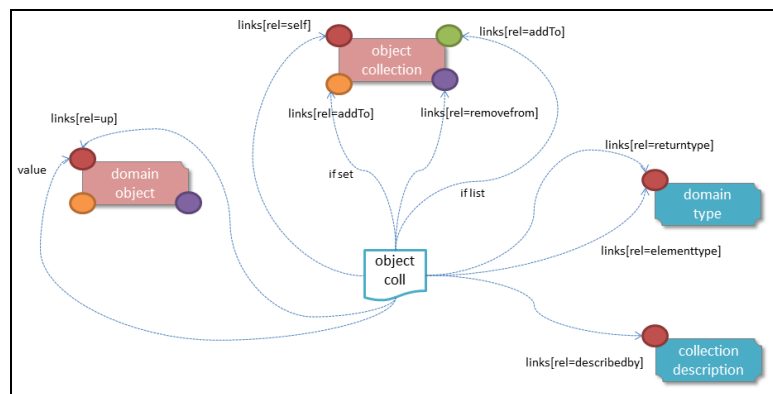 links[rel=self]
links[rel=addTo]
object
collection
links[rel=addTo]
links[rel=removefrom]
links[rel=up]
value
domain
object
if set
if list
links[rel=returntype]
domain
type
links[rel=elementtype]
object
coll
links[rel=describedby]
collection
description